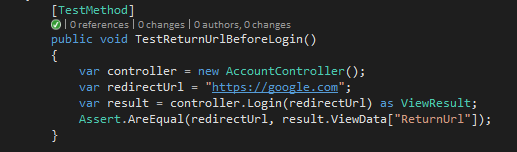 [TestMethod]
| 0 references | 0 changes | 0 authors, 0 changes
public void TestReturnUrlBeforeLogin()
{
var controller = new AccountController();
var redirectUrl = "https://google.com";
var result = controller.Login(redirectUrl) as ViewResult;
Assert.AreEqual(redirectUrl, result.ViewData["ReturnUrl"]);
}